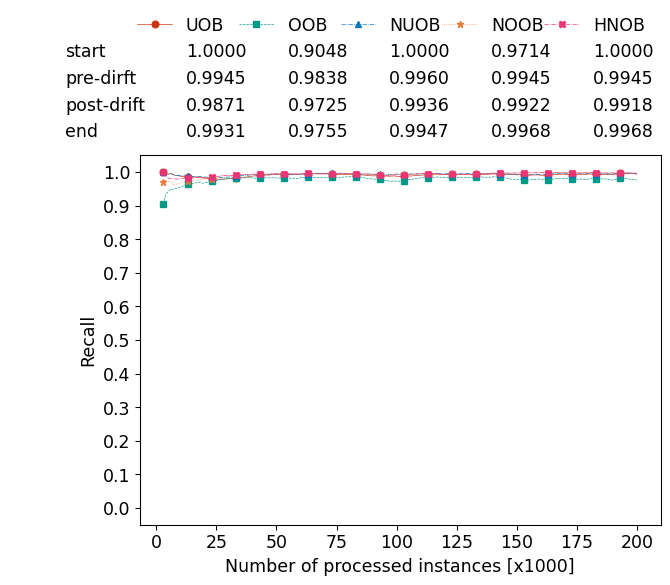 UOB OOB NUOB NOOB HNOB
start 1.0000 0.9048 1.0000 0.9714 1.0000
pre-dirft 0.9945 0.9838 0.9960 0.9945 0.9945
post-drift 0.9871 0.9725 0.9936 0.9922 0.9918
end 0.9931 0.9755 0.9947 0.9968 0.9968
1.0
0.9
0.8
0.7
0.6
0.5
0.4
0.3
0.2
0.1
0.0
Recall
0 25 50 75 100 125 150 175 200
Number of processed instances [x1000]